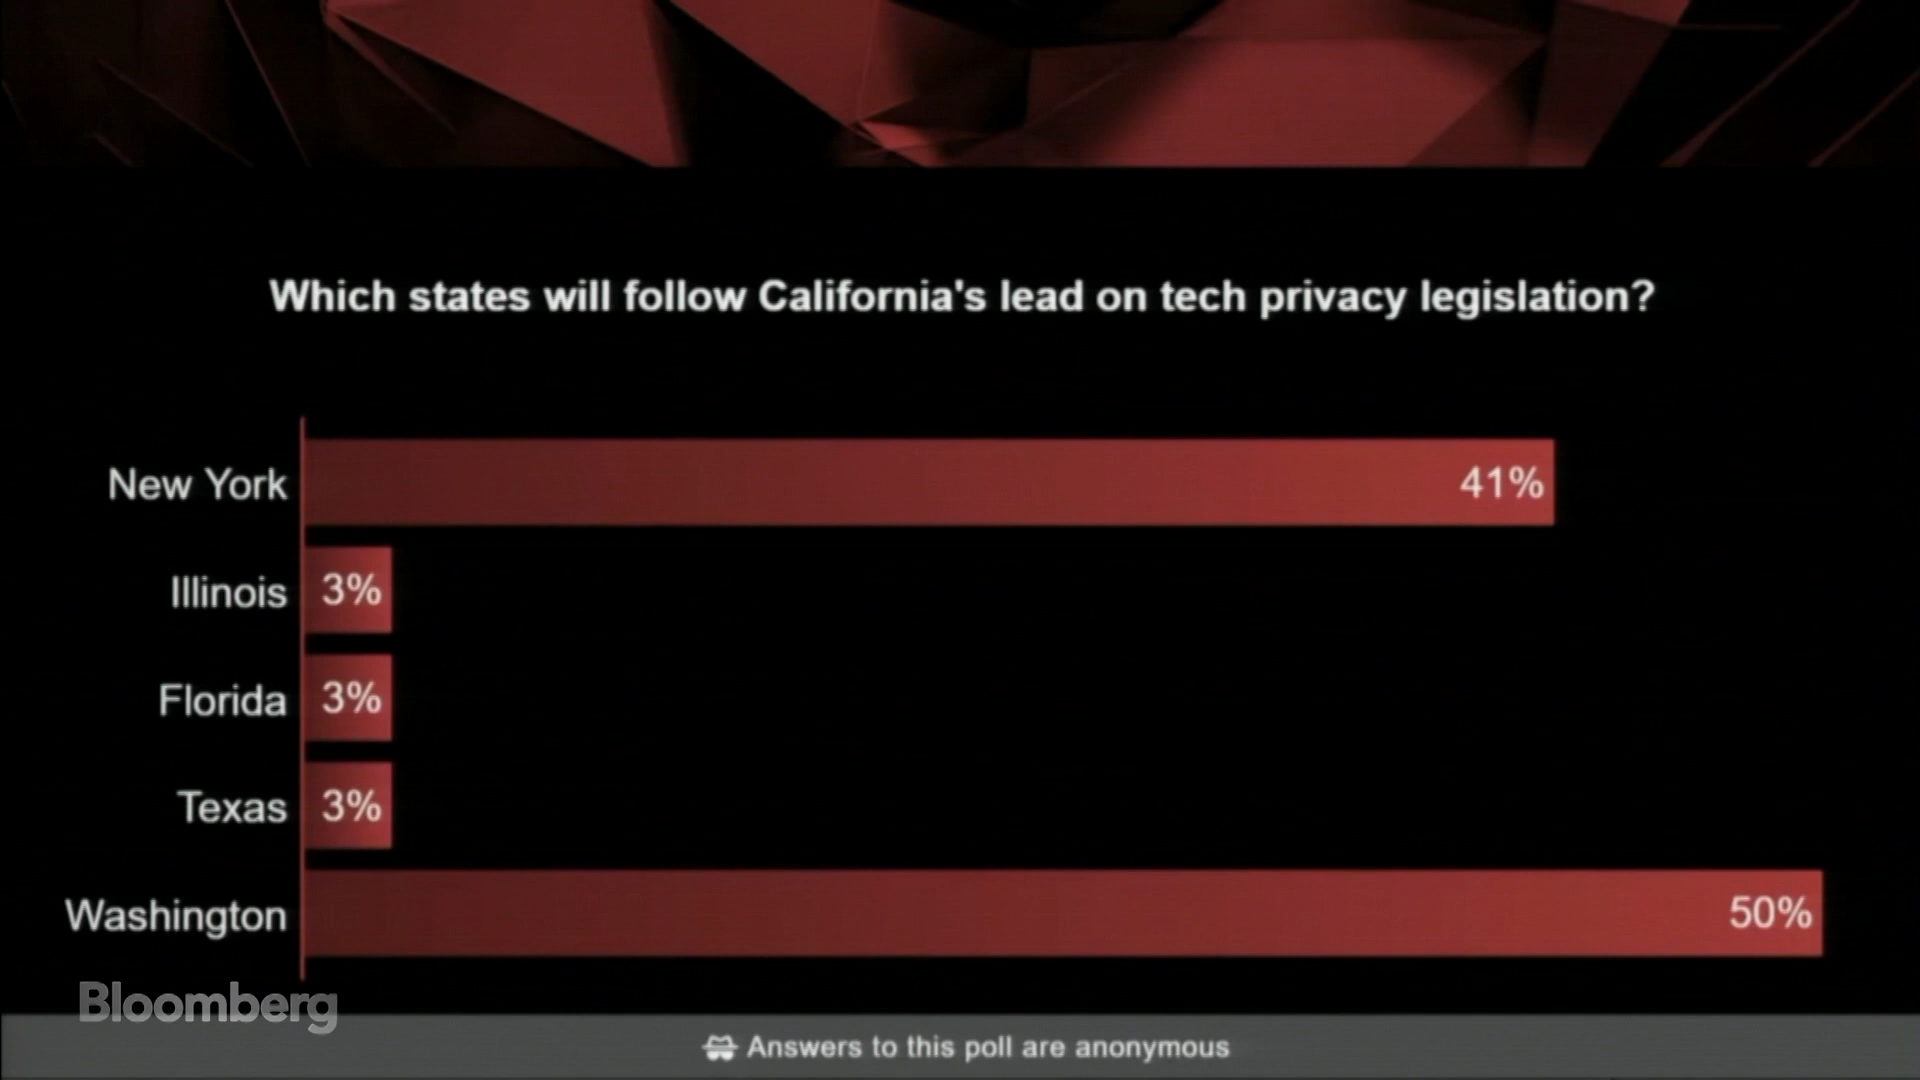 Which states will follow California's lead on tech privacy legislation?
New York 41%
Illinois 3%
Florida 3%
Texas 3%
Washington 50%
Bloomberg
Answers to this poll are anonymous